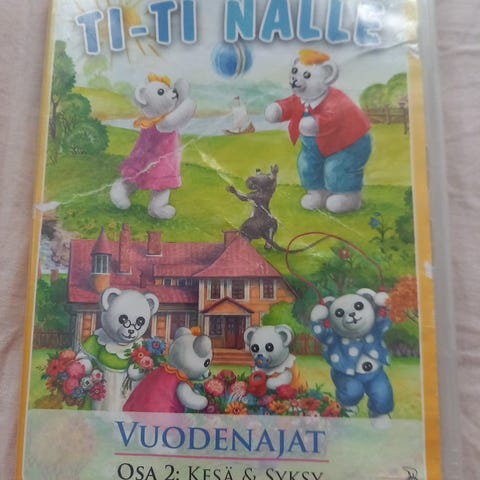 TI-TI NALLE
VUODENAJAT
OSA 2: KESÄ & SYKSY